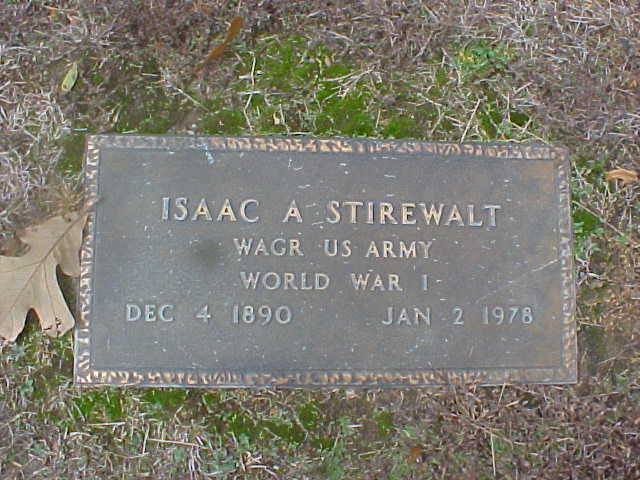 ISAAC A STIREWALT
WAGR US ARMY
WORLD WAR I
DEC 4 1890 JAN 2 1978